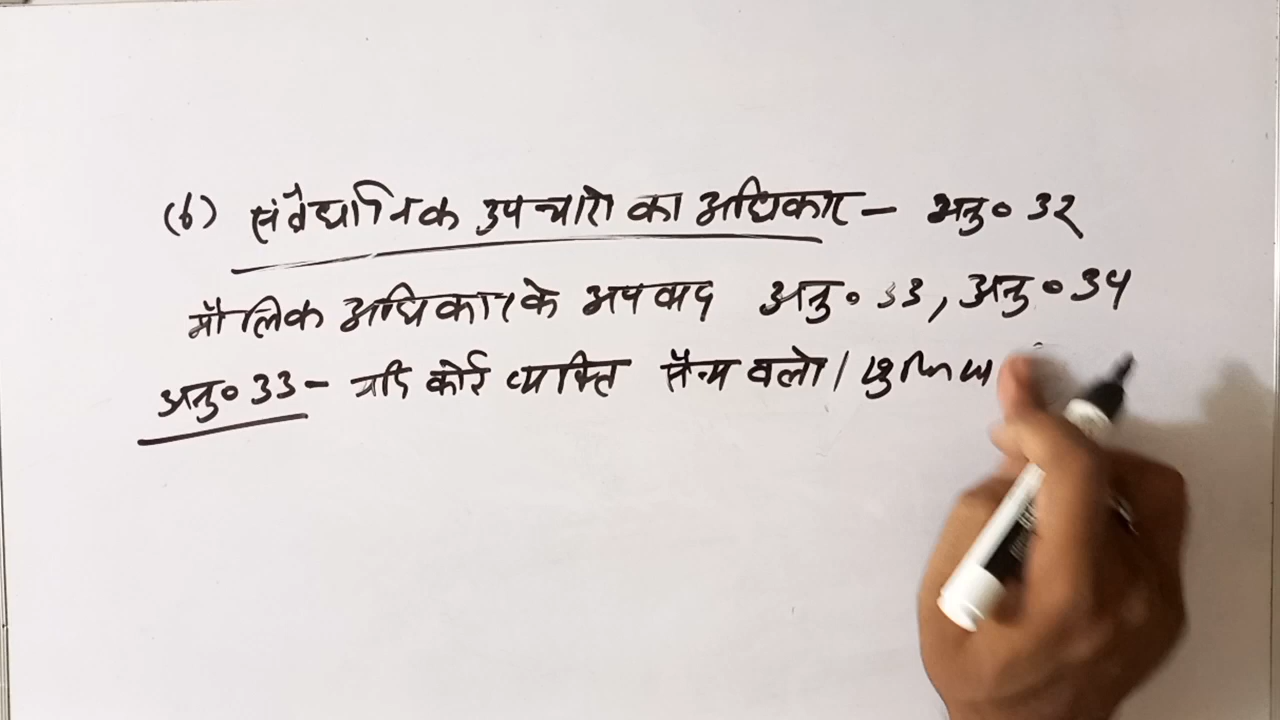 (6) संवैधानिक उपचारो का अधिकार – अनु० 32
मौलिक अधिकार के अपवाद अनु० 33, अनु० 34
अनु० 33 – यदि कोई व्यक्ति सैन्य बलो /